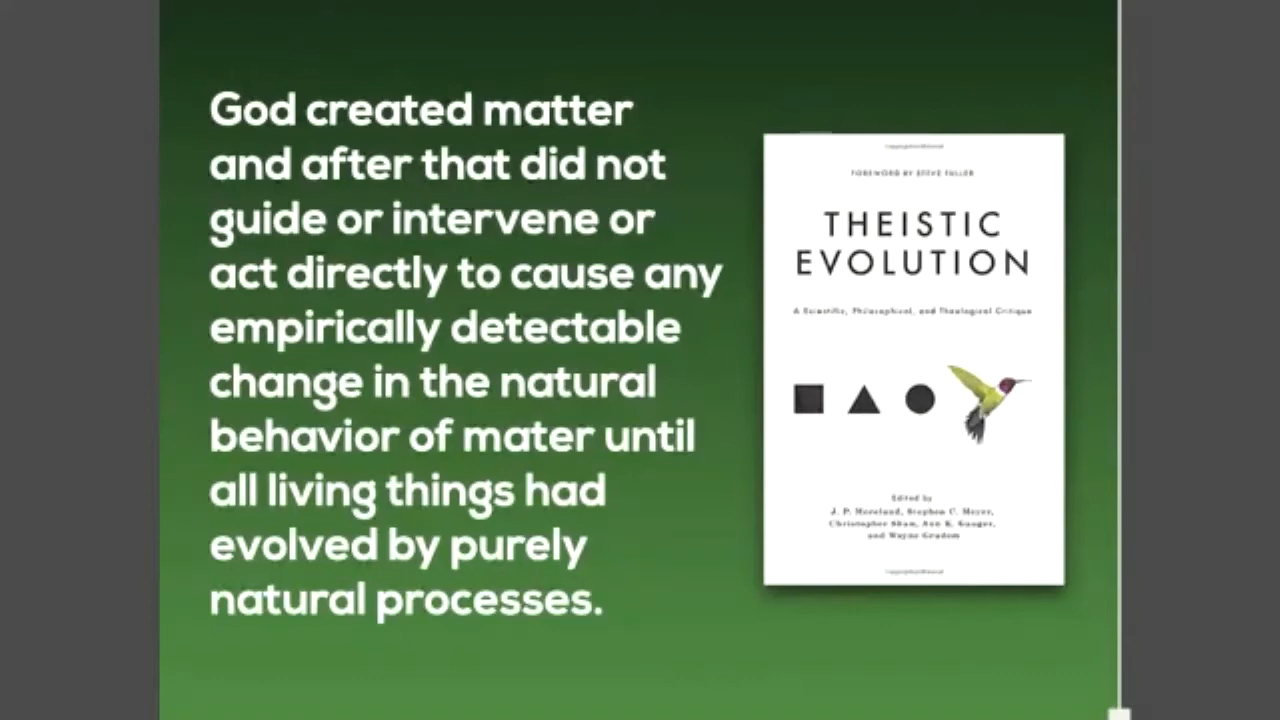 God created matter
and after that did not
guide or intervene or
act directly to cause any
empirically detectable
change in the natural
behavior of mater until
all living things had
evolved by purely
natural processes.
FOREWORD BY STEVE FULLER
THEISTIC
EVOLUTION
A Scientific, Philosophical, and Theological Critique
Edited by
J. P. Moreland, Stephen C. Meyer,
Christopher Shaw, Ann K. Gauger,
and Wayne Grudem